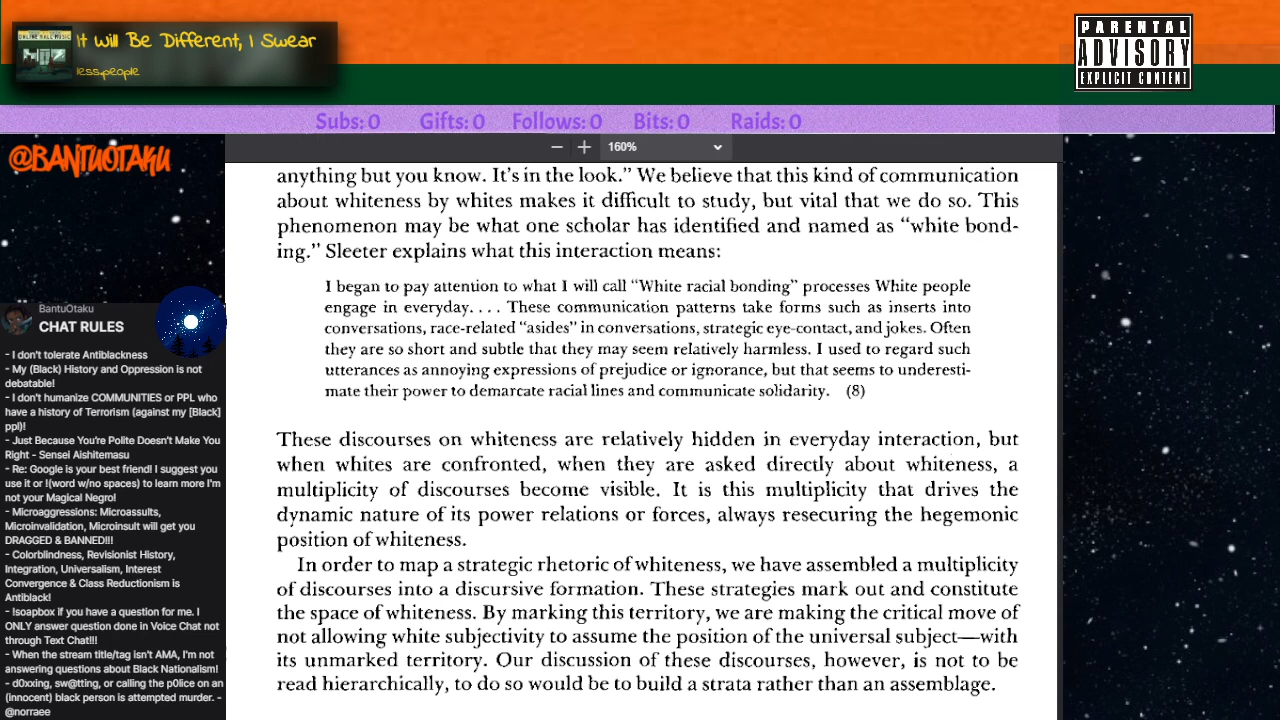 ONLINE BALL MUSIC
It Will Be Different, I Swear
lesspeople
PARENTAL
ADVISORY
EXPLICIT CONTENT
Subs: 0 Gifts: 0 Follows: 0 Bits: 0 Raids: 0
@BANTUOTAKU
160%
anything but you know. It's in the look.” We believe that this kind of communication
about whiteness by whites makes it difficult to study, but vital that we do so. This
phenomenon may be what one scholar has identified and named as “white bond-
ing.” Sleeter explains what this interaction means:
I began to pay attention to what I will call “White racial bonding” processes White people
engage in everyday. . . . These communication patterns take forms such as inserts into
conversations, race-related “asides” in conversations, strategic eye-contact, and jokes. Often
they are so short and subtle that they may seem relatively harmless. I used to regard such
utterances as annoying expressions of prejudice or ignorance, but that seems to underesti-
mate their power to demarcate racial lines and communicate solidarity. (8)
These discourses on whiteness are relatively hidden in everyday interaction, but
when whites are confronted, when they are asked directly about whiteness, a
multiplicity of discourses become visible. It is this multiplicity that drives the
dynamic nature of its power relations or forces, always resecuring the hegemonic
position of whiteness.
In order to map a strategic rhetoric of whiteness, we have assembled a multiplicity
of discourses into a discursive formation. These strategies mark out and constitute
the space of whiteness. By marking this territory, we are making the critical move of
not allowing white subjectivity to assume the position of the universal subject—with
its unmarked territory. Our discussion of these discourses, however, is not to be
read hierarchically, to do so would be to build a strata rather than an assemblage.
BantuOtaku
CHAT RULES
- I don't tolerate Antiblackness
- My (Black) History and Oppression is not
debatable!
- I don't humanize COMMUNITIES or PPL who
have a history of Terrorism (against my [Black]
ppl)!
- Just Because You're Polite Doesn't Make You
Right - Sensei Aishitemasu
- Re: Google is your best friend! I suggest you
use it or !(word w/no spaces) to learn more I'm
not your Magical Negro!
- Microaggressions: Microassults,
Microinvalidation, Microinsult will get you
DRAGGED & BANNED!!!
- Colorblindness, Revisionist History,
Integration, Universalism, Interest
Convergence & Class Reductionism is
Antiblack!
- !soapbox if you have a question for me. I
ONLY answer question done in Voice Chat not
through Text Chat!!!
- When the stream title/tag isn't AMA, I'm not
answering questions about Black Nationalism!
- d0xxing, sw@tting, or calling the p0lice on an
(innocent) black person is attempted murder. -
@norraee